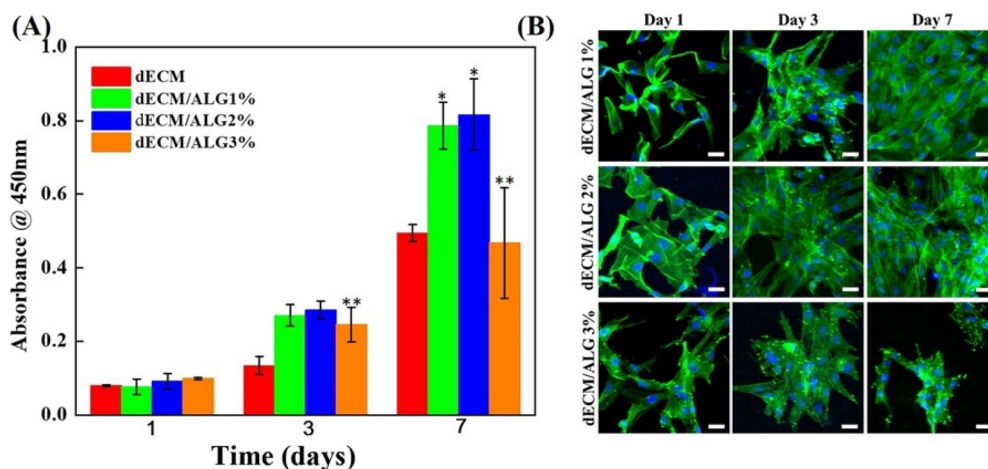 (A)
Absorbance @ 450nm
1.0
0.8
0.6
0.4
0.2
0.0
dECM
dECM/ALG1%
dECM/ALG2%
dECM/ALG3%
**
*
*
**
1
3
7
Time (days)
(B)
Day 1
Day 3
Day 7
dECM/ALG 1%
dECM/ALG 2%
dECM/ALG 3%